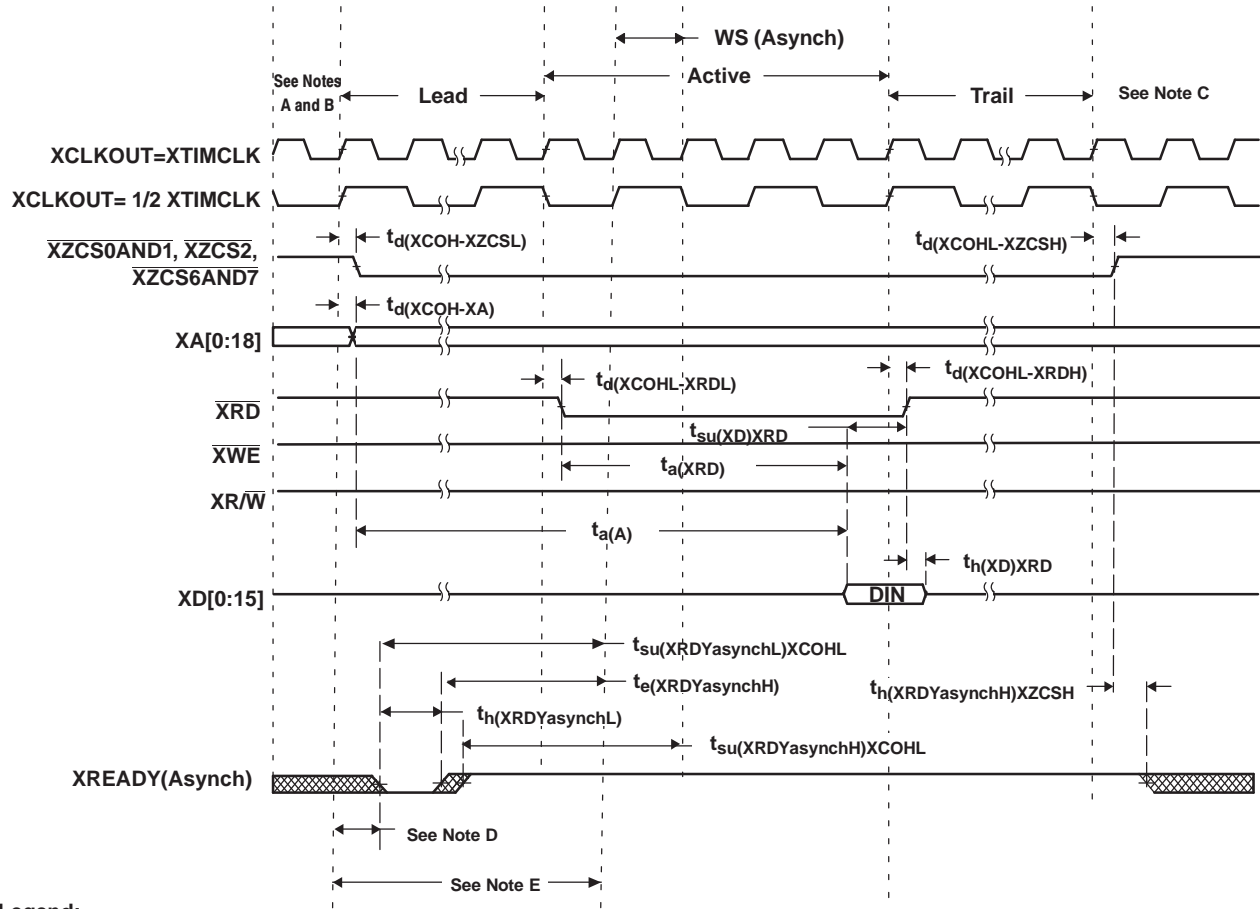 WS (Asynch)
See Notes
A and B
Lead
Active
Trail
See Note C
XCLKOUT=XTIMCLK
XCLKOUT= 1/2 XTIMCLK
XZCS0AND1, XZCS2,
XZCS6AND7
td(XCOH-XZCSL)
td(XCOHL-XZCSH)
td(XCOH-XA)
XA[0:18]
td(XCOHL-XRDL)
td(XCOHL-XRDH)
XRD
tsu(XD)XRD
XWE
ta(XRD)
XR/W
ta(A)
th(XD)XRD
XD[0:15]
DIN
tsu(XRDYasynchL)XCOHL
te(XRDYasynchH)
th(XRDYasynchH)XZCSH
th(XRDYasynchL)
tsu(XRDYasynchH)XCOHL
XREADY(Asynch)
See Note D
See Note E
Legend: